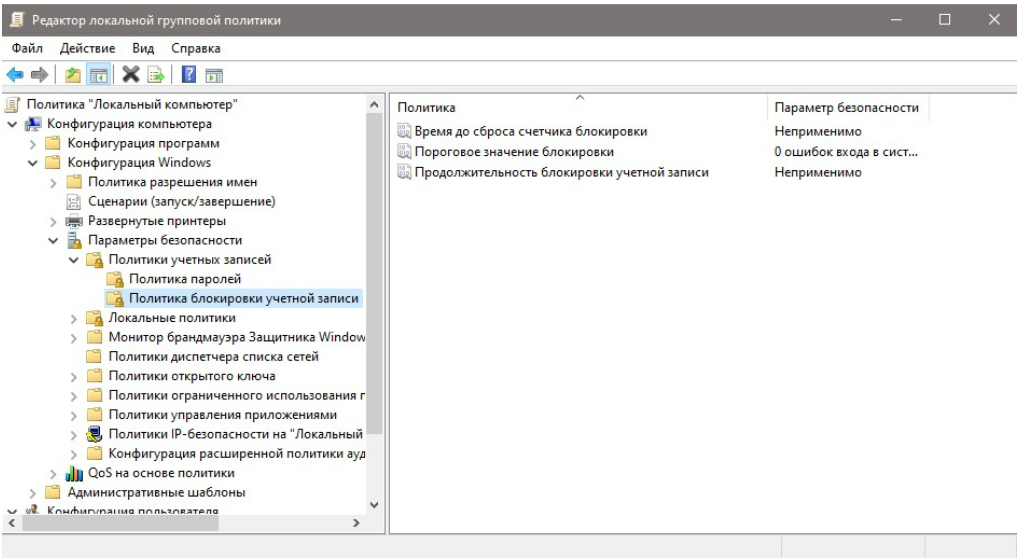 Редактор локальной групповой политики
Файл Действие Вид Справка
Политика "Локальный компьютер"
Конфигурация компьютера
Конфигурация программ
Конфигурация Windows
Политика разрешения имен
Сценарии (запуск/завершение)
Развернутые принтеры
Параметры безопасности
Политики учетных записей
Политика паролей
Политика блокировки учетной записи
Локальные политики
Монитор брандмауэра Защитника Window
Политики диспетчера списка сетей
Политики открытого ключа
Политики ограниченного использования п
Политики управления приложениями
Политики IP-безопасности на "Локальный
Конфигурация расширенной политики ауд
QoS на основе политики
Административные шаблоны
Конфигурация пользователя
Политика Параметр безопасности
Время до сброса счетчика блокировки Неприменимо
Пороговое значение блокировки 0 ошибок входа в сист...
Продолжительность блокировки учетной записи Неприменимо